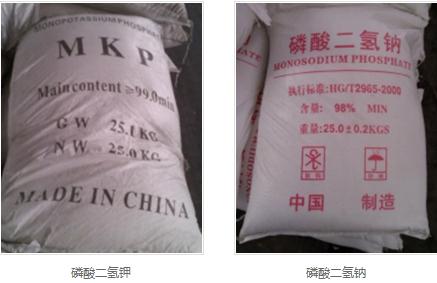 MONOPOTASSIUM PHOSPHATE
MKP
Main content ≥99.0min
G W 25.1KG
N W 25.0KG
MADE IN CHINA
磷酸二氢钾
磷酸二氢钠
MONOSODIUM PHOSPHATE
执行标准:HG/T2965-2000
含量: 98% MIN
重量:25.0±0.2KGS
中国 制造
磷酸二氢钠